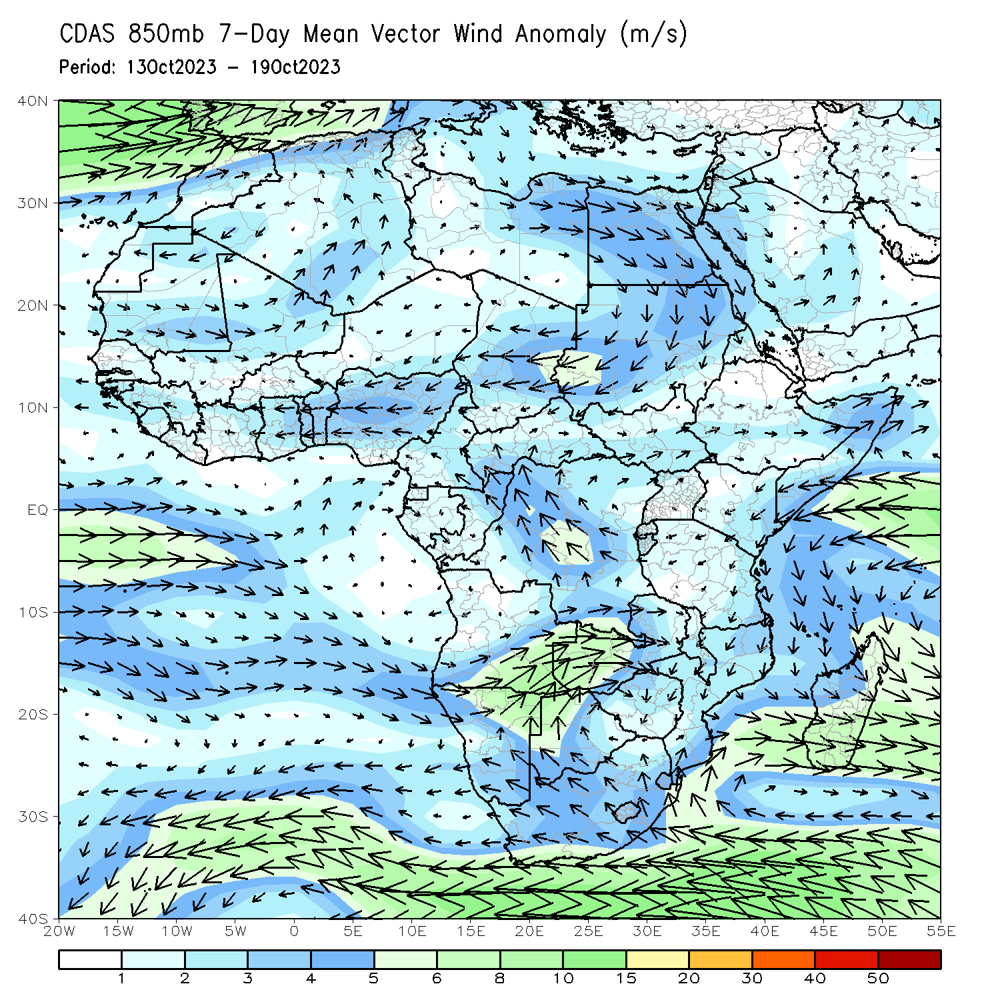 CDAS 850mb 7-Day Mean Vector Wind Anomaly (m/s)
Period: 13Oct2023 - 19Oct2023
40N
30N
20N
10N
EQ
10S
20S
30S
40S
20W 15W 10W 5W 0 5E 10E 15E 20E 25E 30E 35E 40E 45E 50E 55E
1 2 3 4 5 6 8 10 15 20 30 40 50